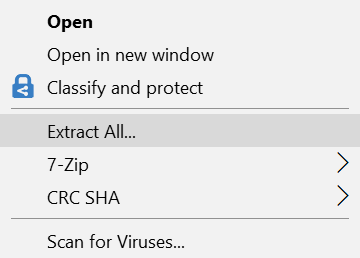 Open
Open in new window
Classify and protect
Extract All...
7-Zip
CRC SHA
Scan for Viruses...